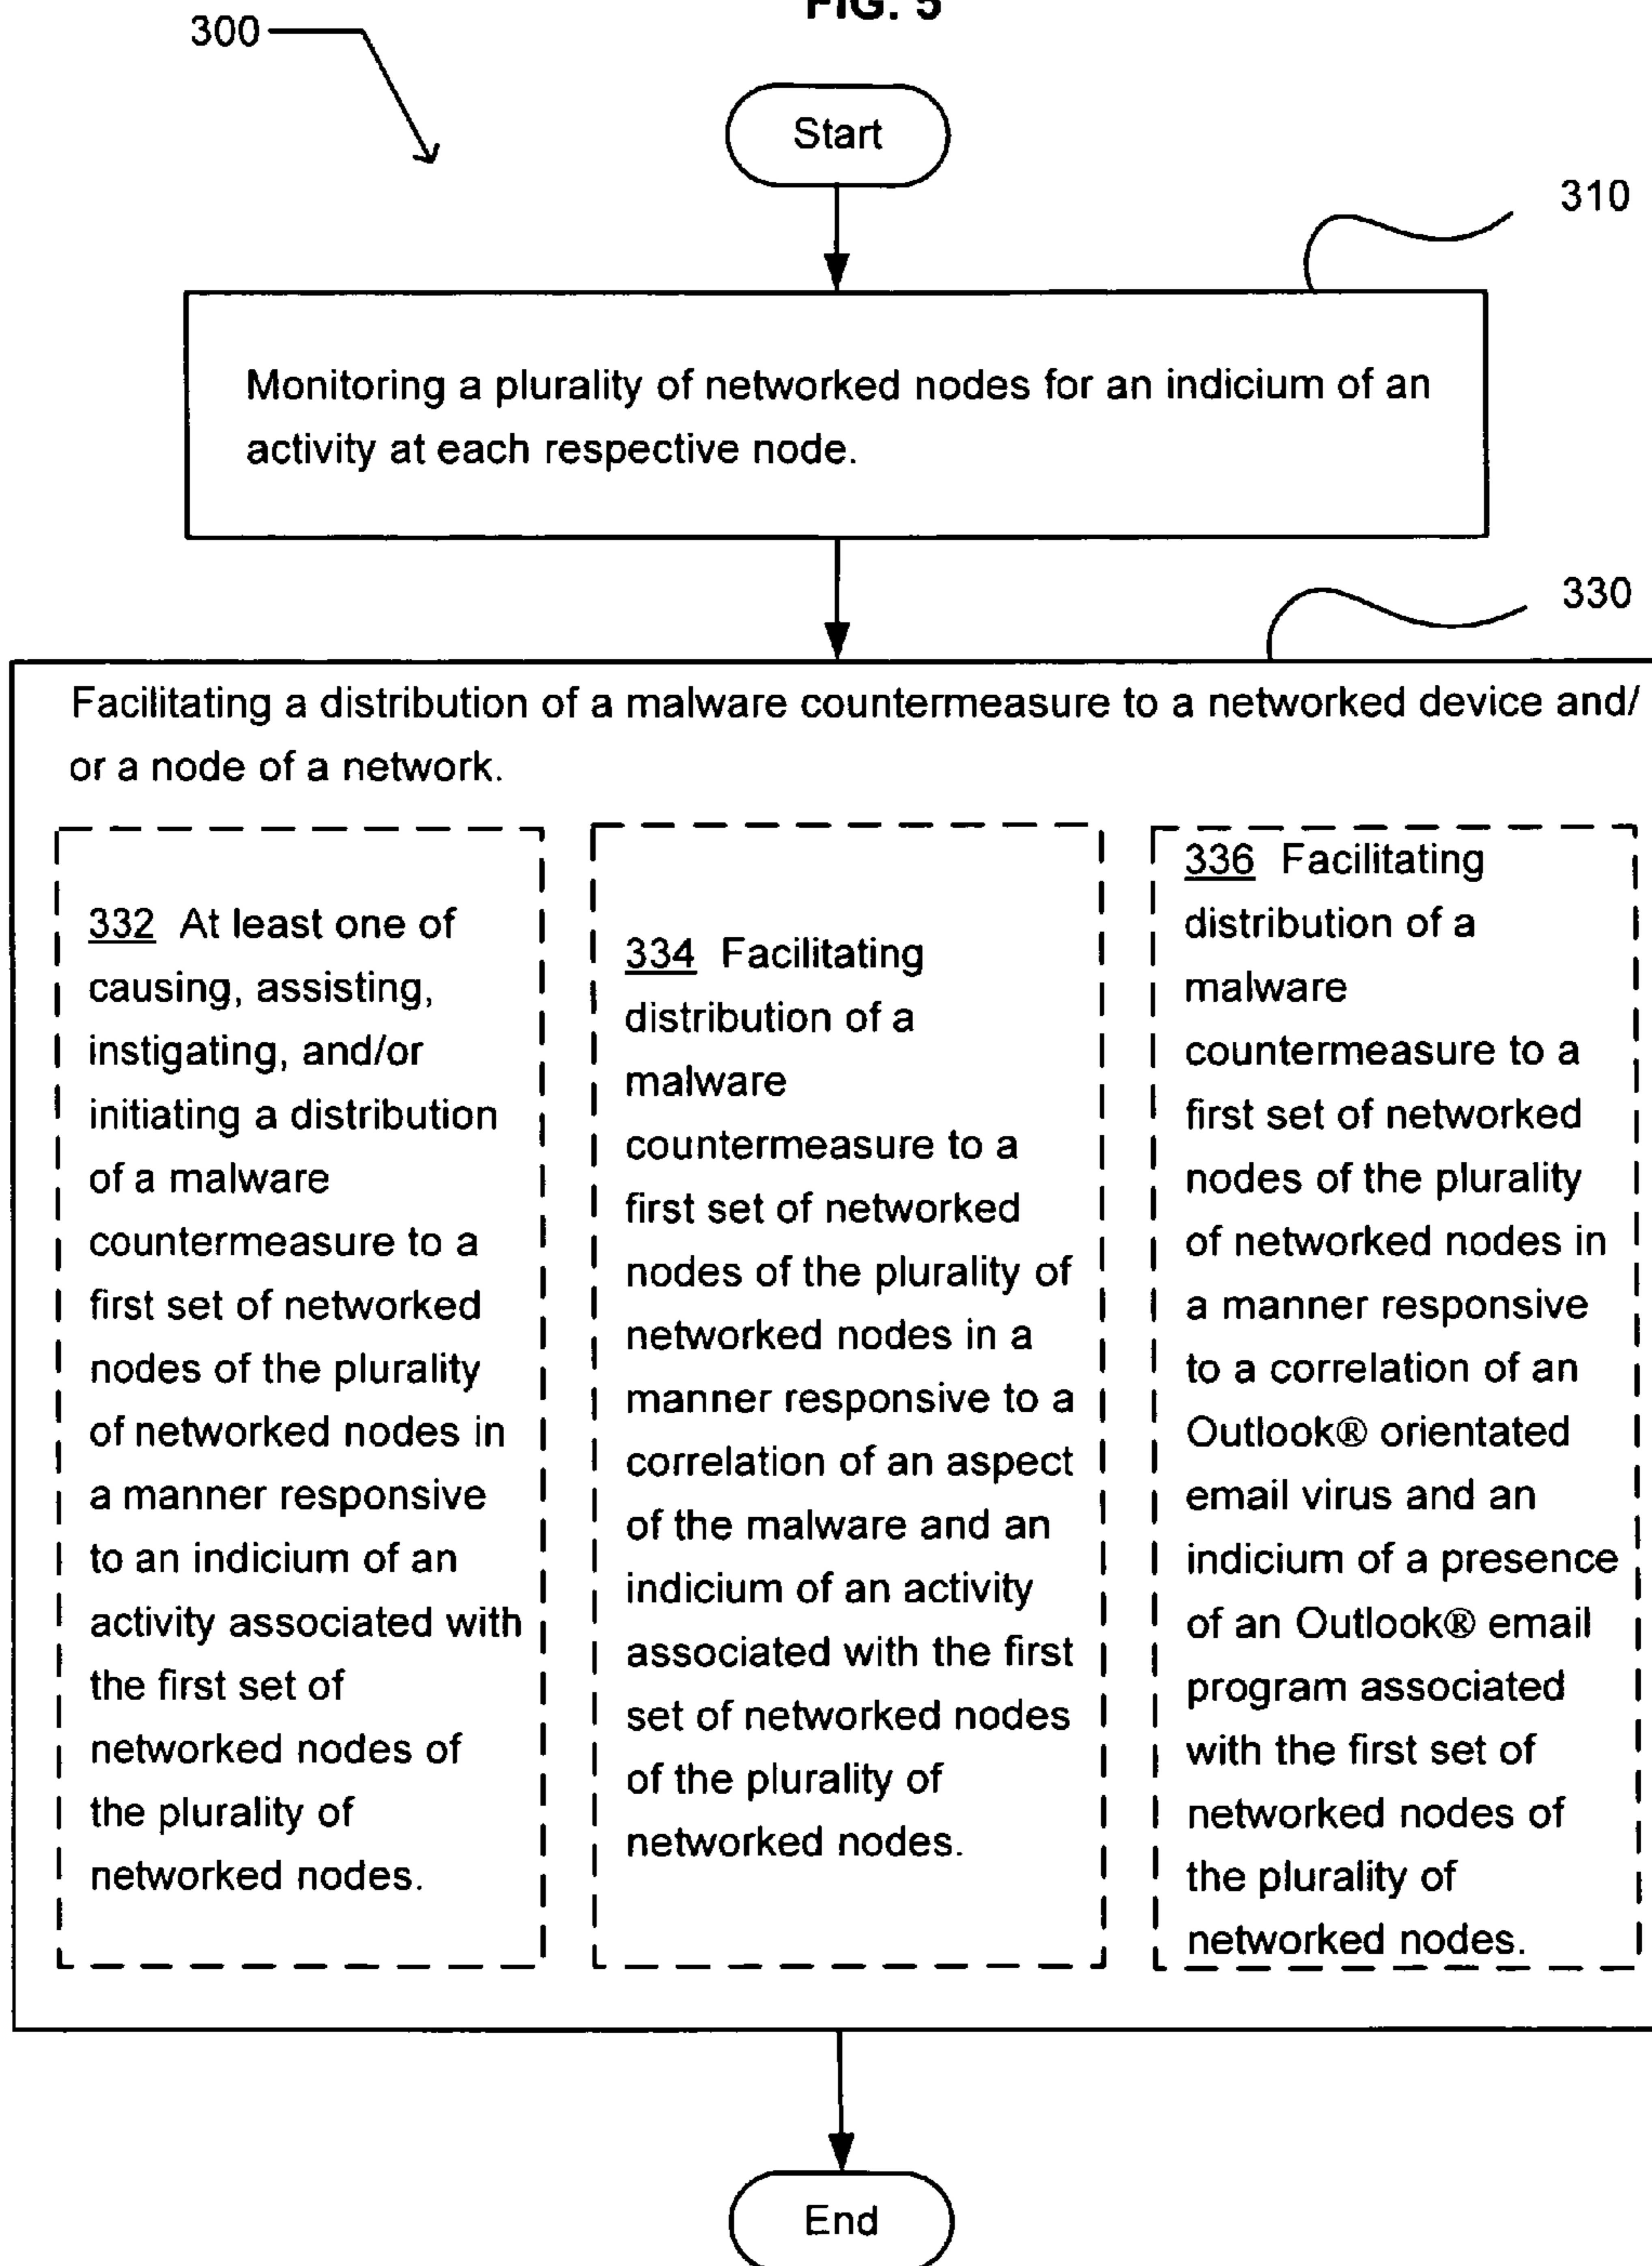 FIG. 5
300
Start
310
Monitoring a plurality of networked nodes for an indicium of an
activity at each respective node.
330
Facilitating a distribution of a malware countermeasure to a networked device and/
or a node of a network.
332 At least one of
causing, assisting,
instigating, and/or
initiating a distribution
of a malware
countermeasure to a
first set of networked
nodes of the plurality
of networked nodes in
a manner responsive
to an indicium of an
activity associated with
the first set of
networked nodes of
the plurality of
networked nodes.
334 Facilitating
distribution of a
malware
countermeasure to a
first set of networked
nodes of the plurality of
networked nodes in a
manner responsive to a
correlation of an aspect
of the malware and an
indicium of an activity
associated with the first
set of networked nodes
of the plurality of
networked nodes.
336 Facilitating
distribution of a
malware
countermeasure to a
first set of networked
nodes of the plurality
of networked nodes in
a manner responsive
to a correlation of an
Outlook® orientated
email virus and an
indicium of a presence
of an Outlook® email
program associated
with the first set of
networked nodes of
the plurality of
networked nodes.
End